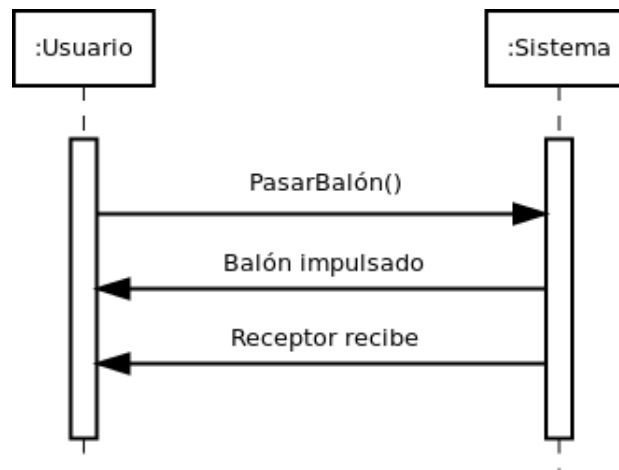 :Usuario
:Sistema
PasarBalón()
Balón impulsado
Receptor recibe